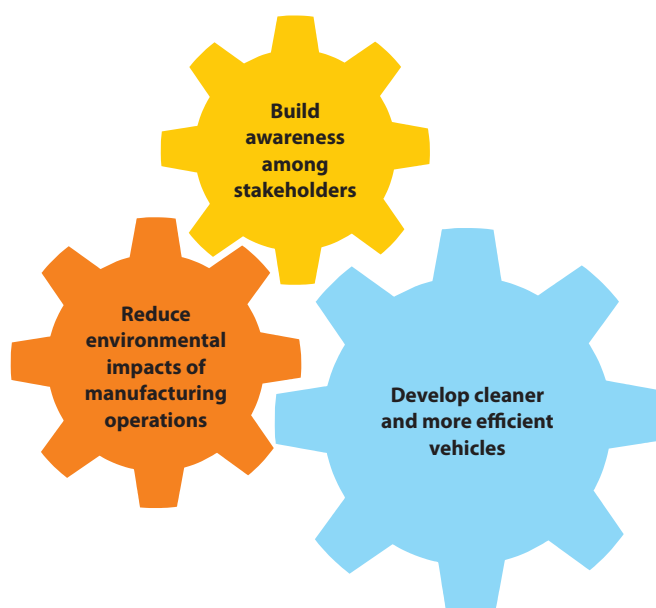 Build
awareness
among
stakeholders
Reduce
environmental
impacts of
manufacturing
operations
Develop cleaner
and more efficient
vehicles